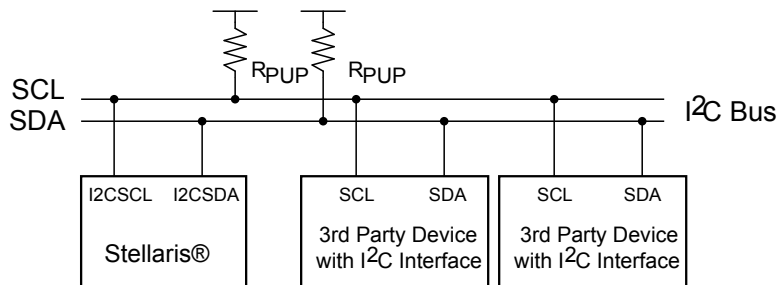 RPUP RPUP
SCL
SDA
I²C Bus
I2CSCL I2CSDA SCL SDA SCL SDA
Stellaris®
3rd Party Device
with I²C Interface
3rd Party Device
with I²C Interface